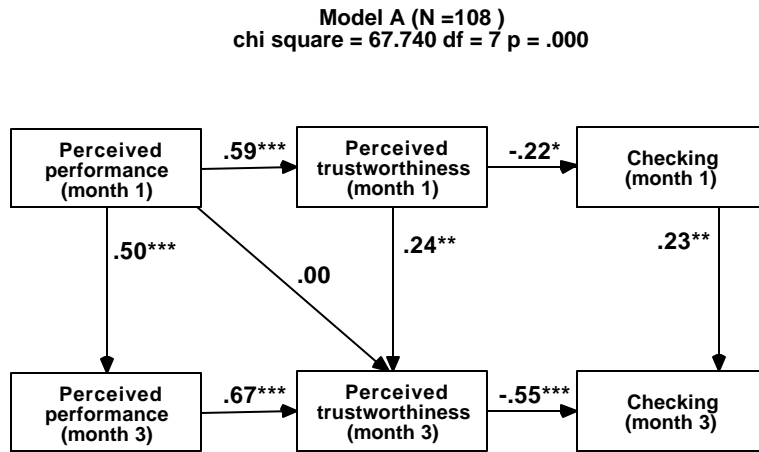 Model A (N =108 )
chi square = 67.740 df = 7 p = .000
Perceived
performance
(month 1)
.59***
Perceived
trustworthiness
(month 1)
-.22*
Checking
(month 1)
.50***
.00
.24**
.23**
Perceived
performance
(month 3)
.67***
Perceived
trustworthiness
(month 3)
-.55***
Checking
(month 3)